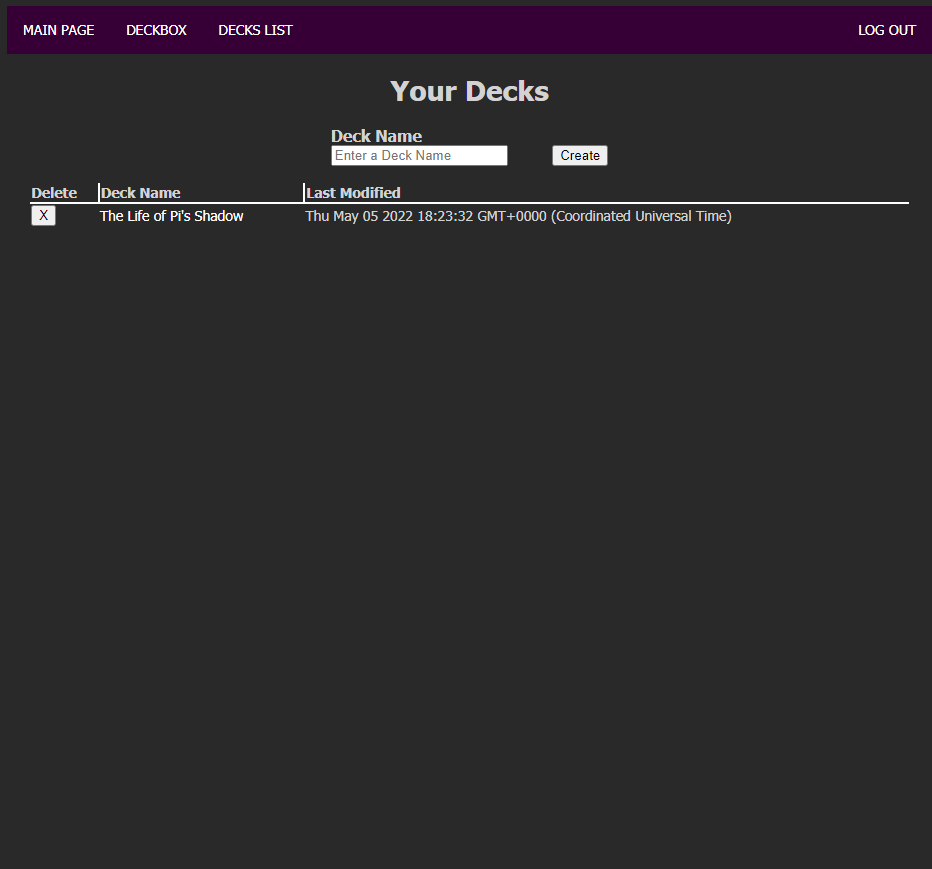 MAIN PAGE DECKBOX DECKS LIST LOG OUT
Your Decks
Deck Name
Enter a Deck Name Create
Delete Deck Name Last Modified
X The Life of Pi's Shadow Thu May 05 2022 18:23:32 GMT+0000 (Coordinated Universal Time)